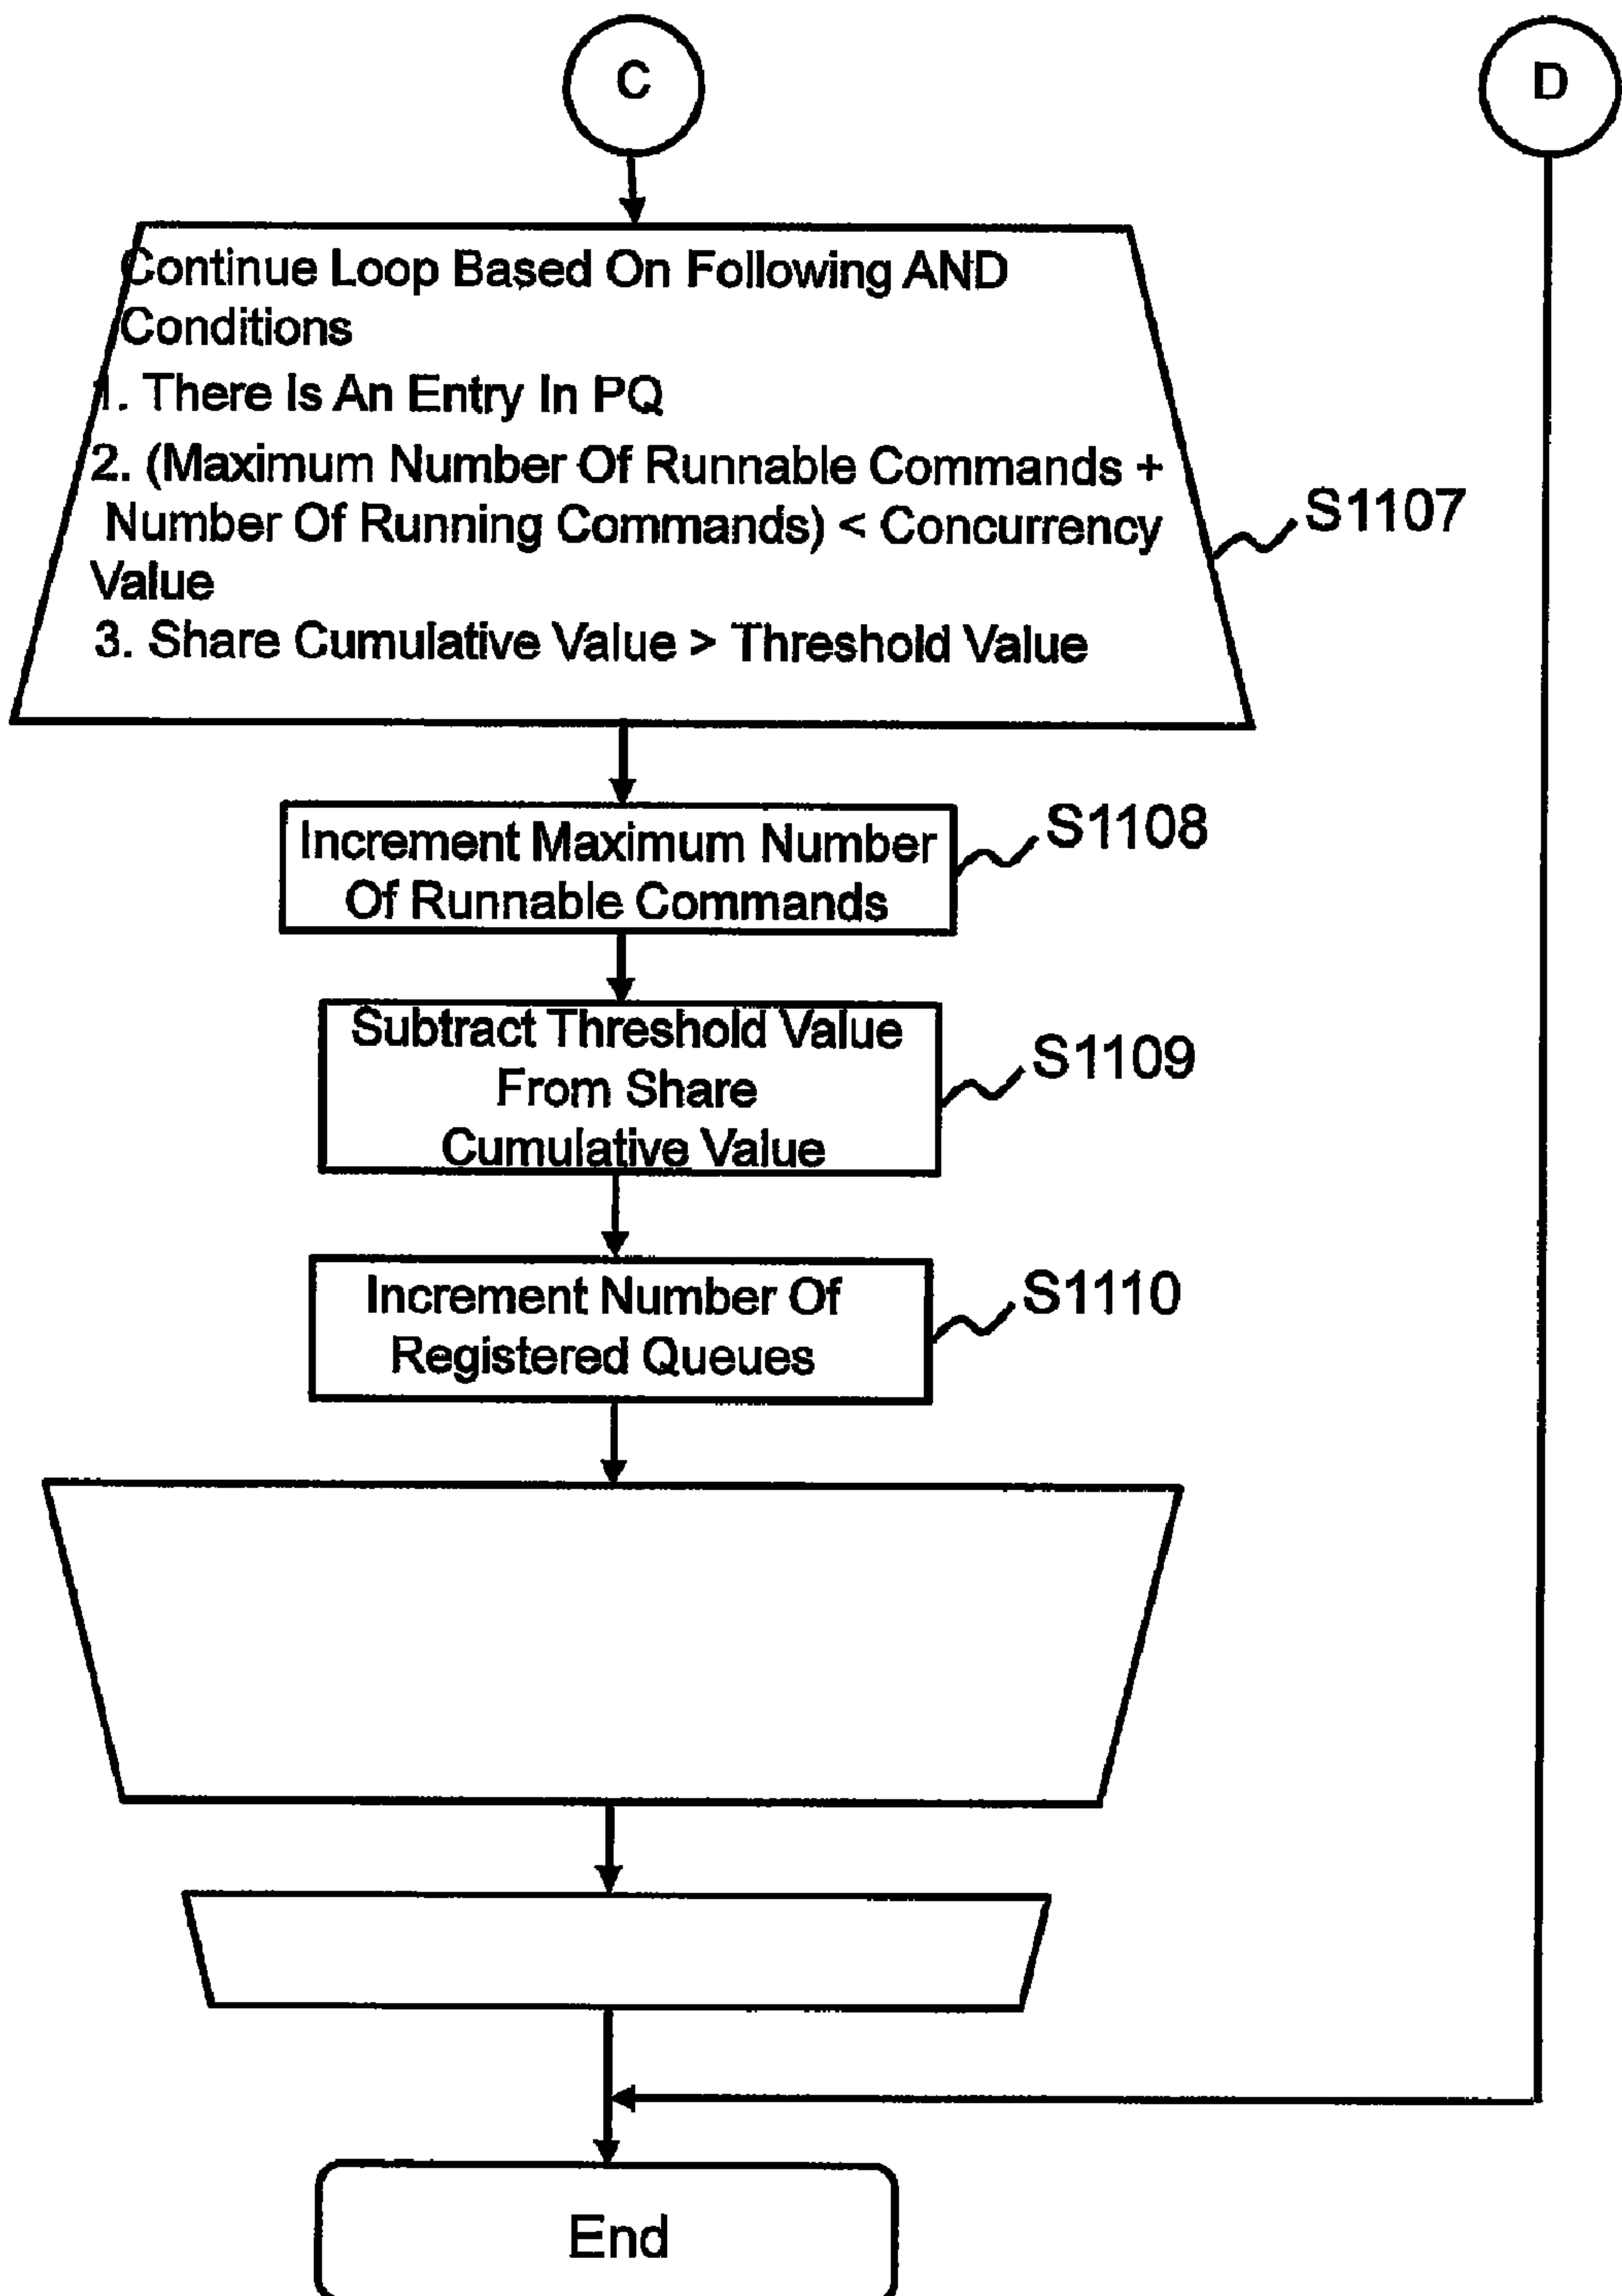 C
D
Continue Loop Based On Following AND
Conditions
1. There Is An Entry In PQ
2. (Maximum Number Of Runnable Commands +
Number Of Running Commands) < Concurrency
Value
3. Share Cumulative Value > Threshold Value
S1107
Increment Maximum Number
Of Runnable Commands
S1108
Subtract Threshold Value
From Share
Cumulative Value
S1109
Increment Number Of
Registered Queues
S1110
End